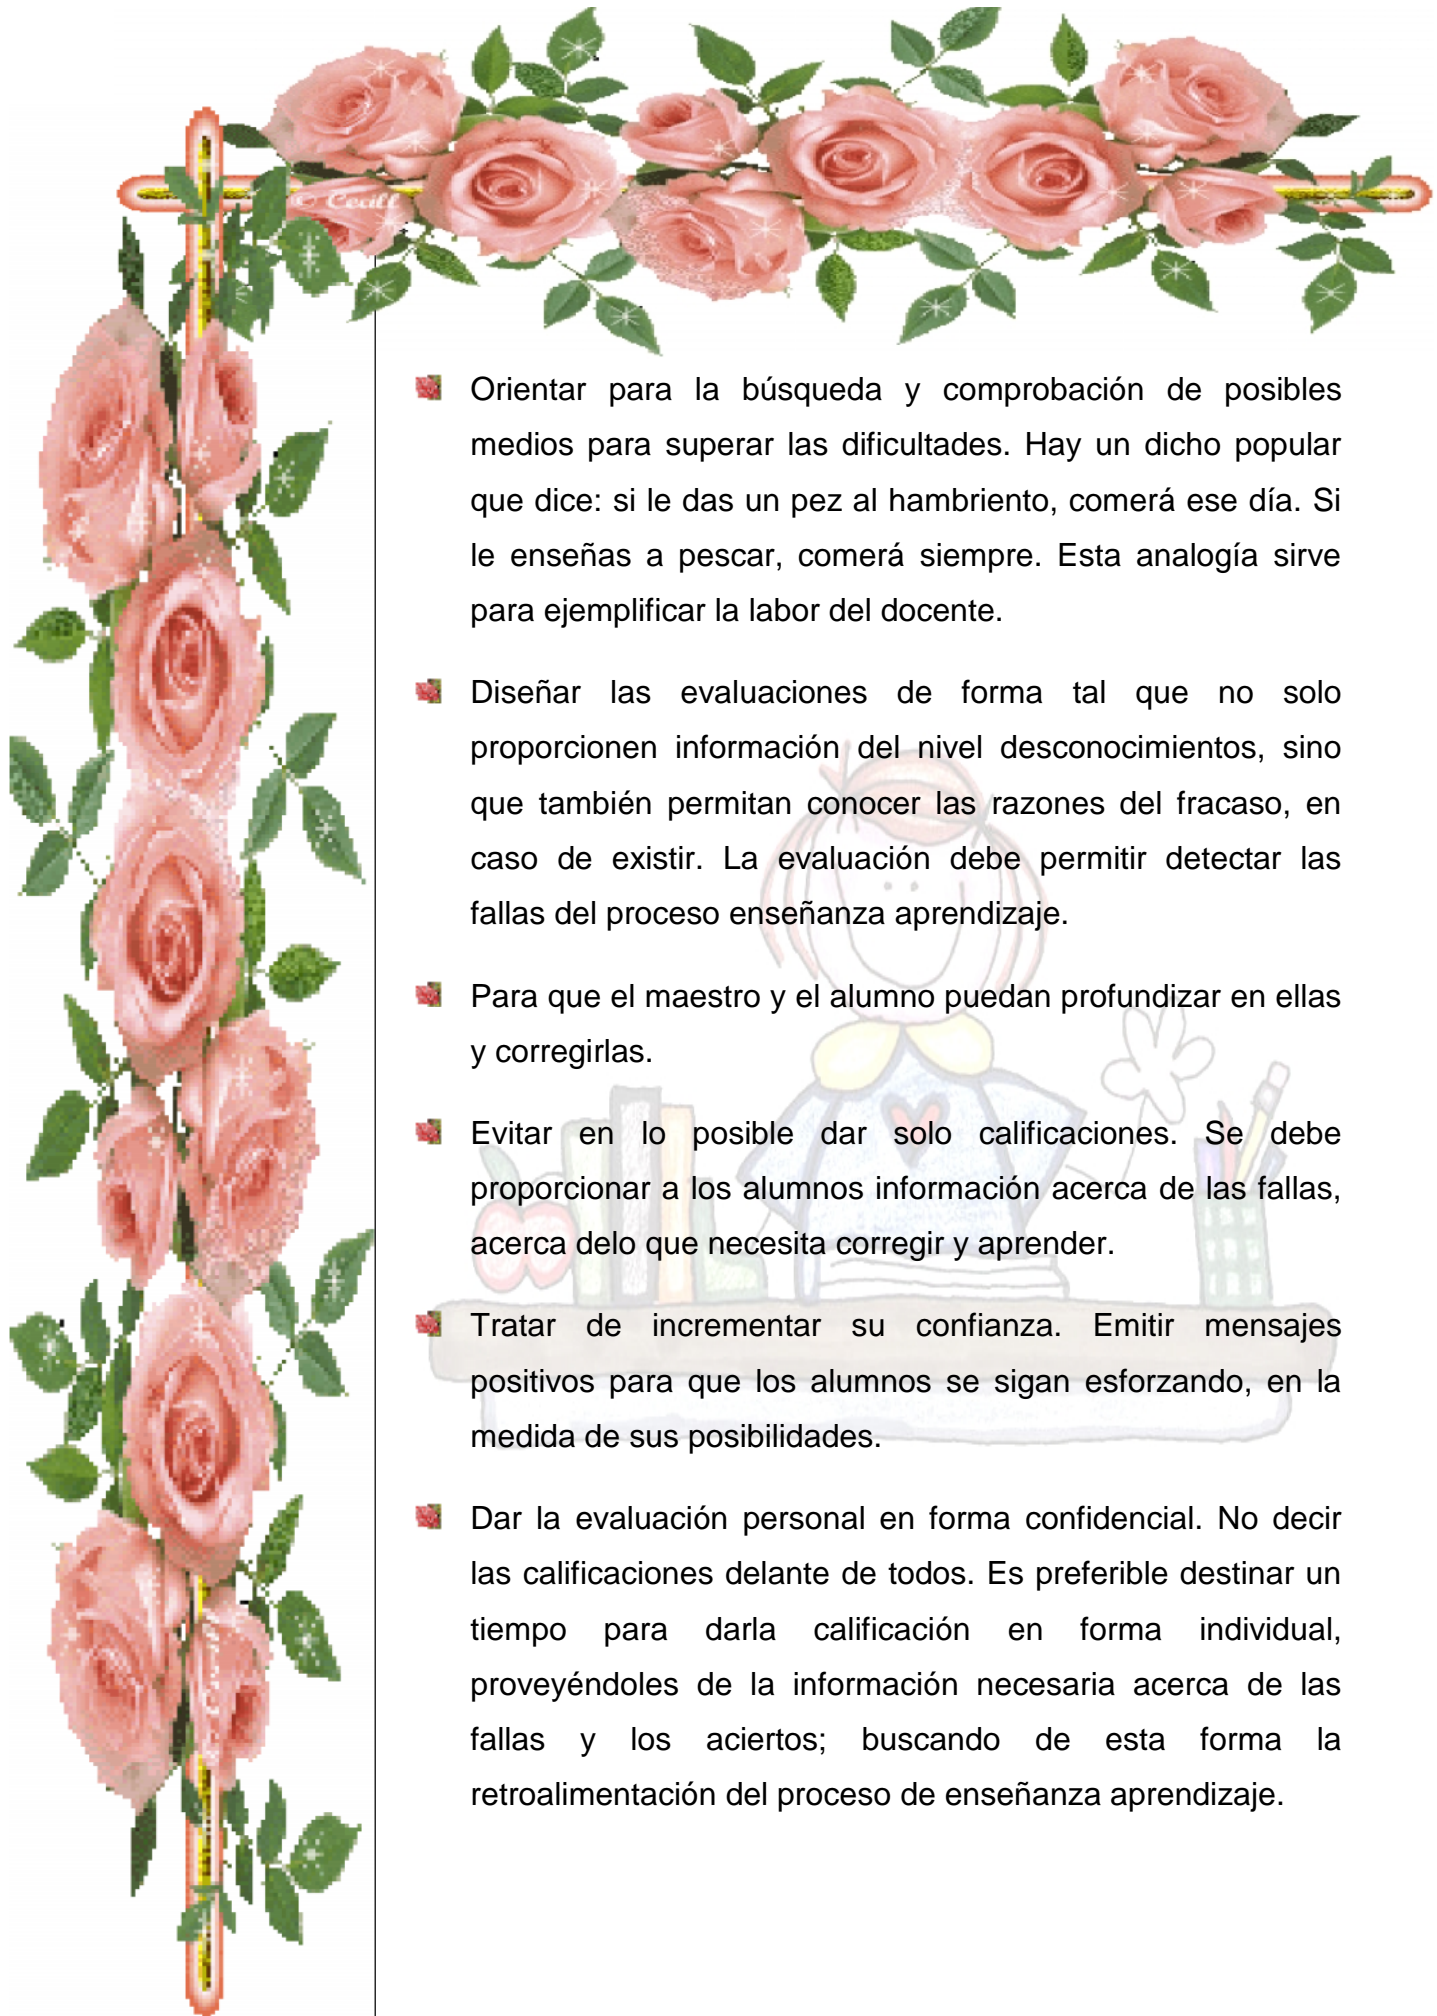 © Cecill
Orientar para la búsqueda y comprobación de posibles
medios para superar las dificultades. Hay un dicho popular
que dice: si le das un pez al hambriento, comerá ese día. Si
le enseñas a pescar, comerá siempre. Esta analogía sirve
para ejemplificar la labor del docente.
Diseñar las evaluaciones de forma tal que no solo
proporcionen información del nivel desconocimientos, sino
que también permitan conocer las razones del fracaso, en
caso de existir. La evaluación debe permitir detectar las
fallas del proceso enseñanza aprendizaje.
Para que el maestro y el alumno puedan profundizar en ellas
y corregirlas.
Evitar en lo posible dar solo calificaciones. Se debe
proporcionar a los alumnos información acerca de las fallas,
acerca delo que necesita corregir y aprender.
Tratar de incrementar su confianza. Emitir mensajes
positivos para que los alumnos se sigan esforzando, en la
medida de sus posibilidades.
Dar la evaluación personal en forma confidencial. No decir
las calificaciones delante de todos. Es preferible destinar un
tiempo para darla calificación en forma individual,
proveyéndoles de la información necesaria acerca de las
fallas y los aciertos; buscando de esta forma la
retroalimentación del proceso de enseñanza aprendizaje.